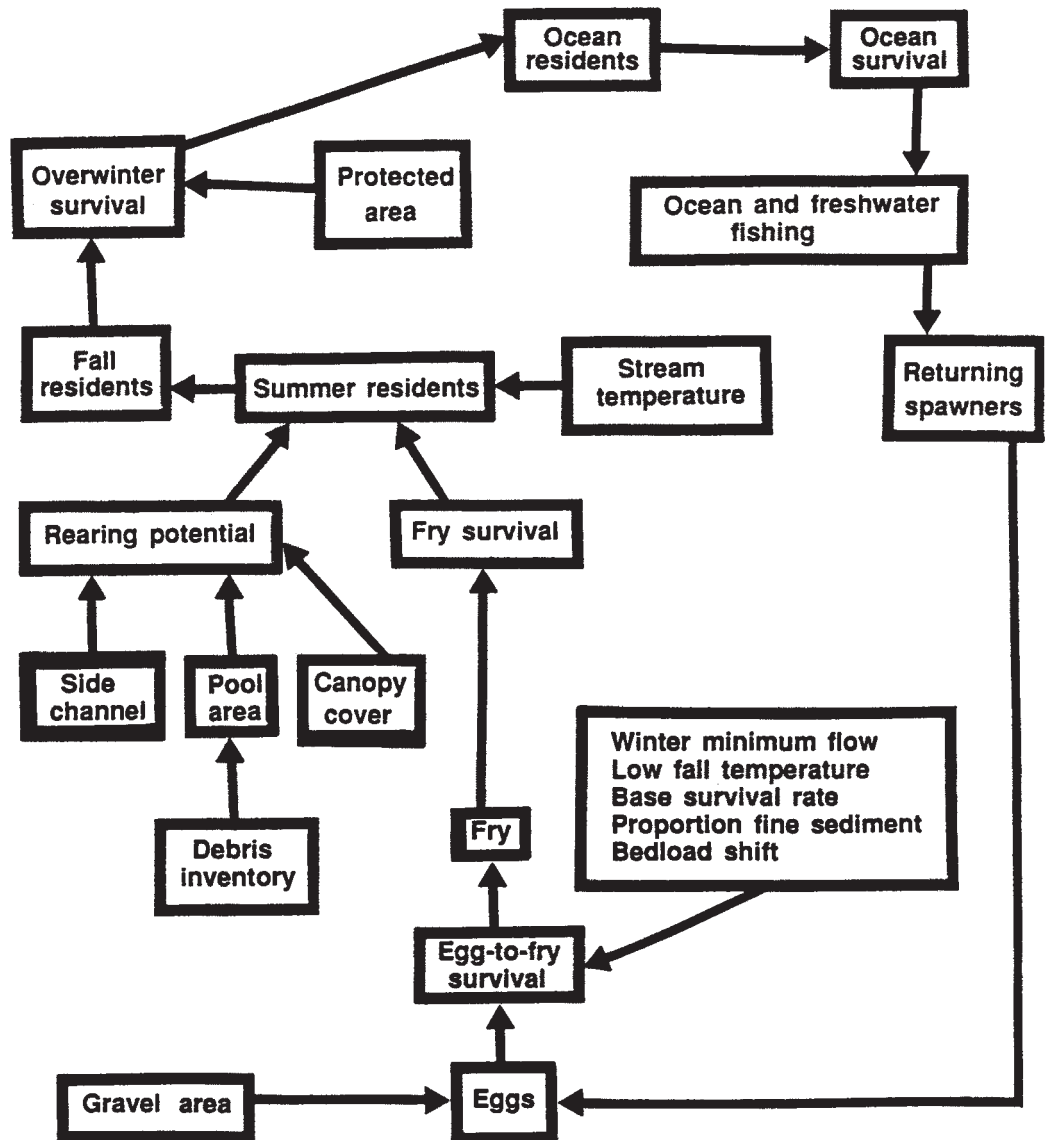 Ocean
residents
Ocean
survival
Overwinter
survival
Protected
area
Ocean and freshwater
fishing
Fall
residents
Summer residents
Stream
temperature
Returning
spawners
Rearing potential
Fry survival
Side
channel
Pool
area
Canopy
cover
Winter minimum flow
Low fall temperature
Base survival rate
Proportion fine sediment
Bedload shift
Fry
Debris
inventory
Egg-to-fry
survival
Gravel area
Eggs